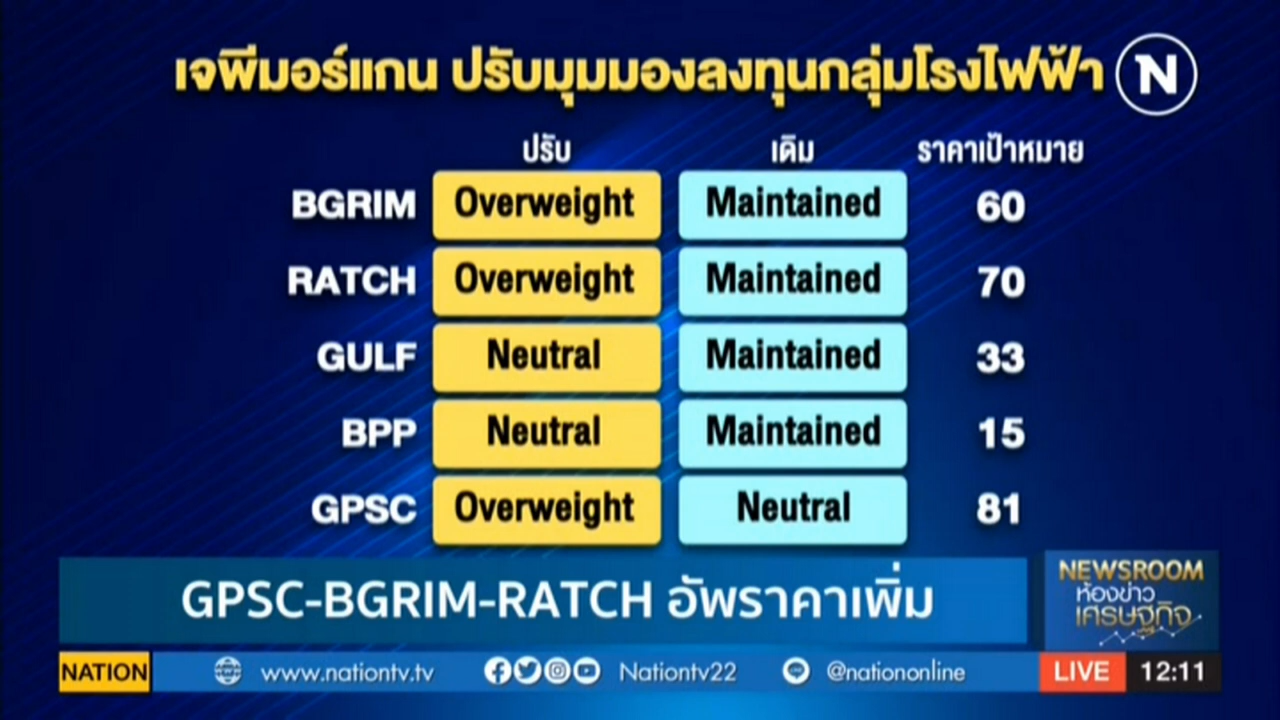 เจพีมอร์แกน ปรับมุมมองลงทุนกลุ่มโรงไฟฟ้า N
ปรับ เดิม ราคาเป้าหมาย
BGRIM Overweight Maintained 60
RATCH Overweight Maintained 70
GULF Neutral Maintained 33
BPP Neutral Maintained 15
GPSC Overweight Neutral 81
GPSC-BGRIM-RATCH อัพราคาเพิ่ม
NEWSROOM
ห้องข่าว
เศรษฐกิจ
NATION www.nationtv.tv Nationtv22 @nationonline LIVE 12:11